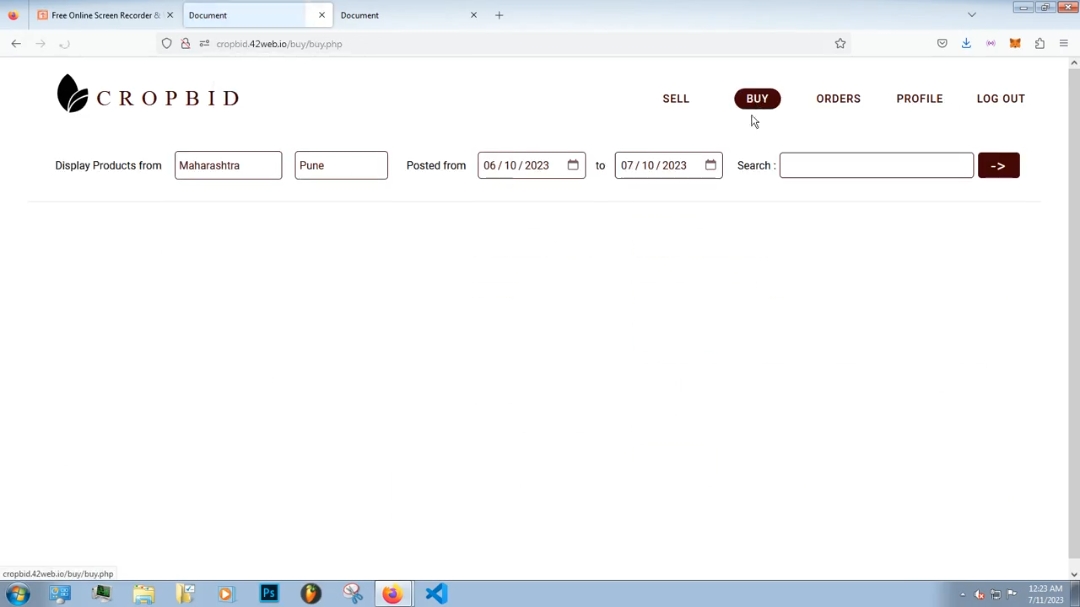 Free Online Screen Recorder &
Document
Document
cropbid.42web.io/buy/buy.php
CROPBID
SELL
BUY
ORDERS
PROFILE
LOG OUT
Display Products from
Maharashtra
Pune
Posted from
06 / 10 / 2023
to
07 / 10 / 2023
Search :
->
cropbid.42web.io/buy/buy.php
Ps
12:23 AM
7/11/2023